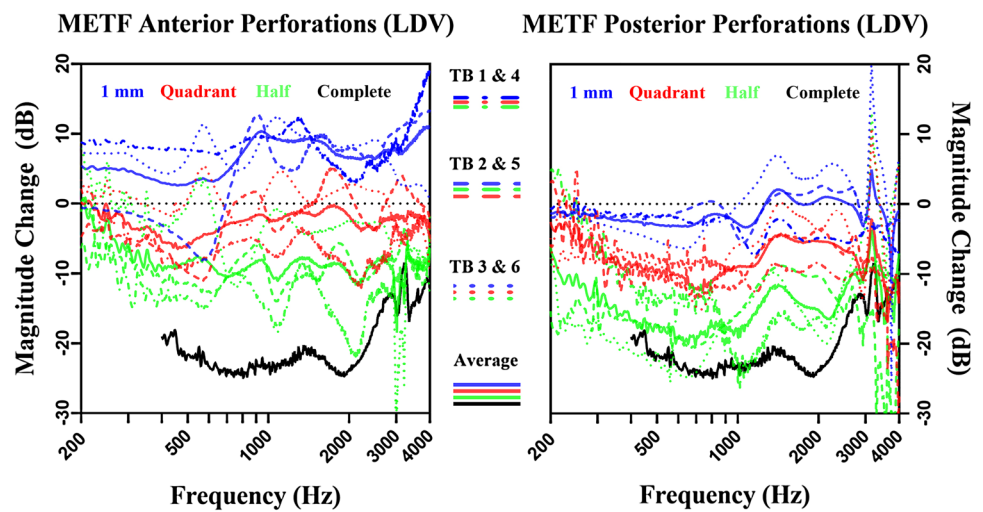 METF Anterior Perforations (LDV)
METF Posterior Perforations (LDV)
1 mm Quadrant Half Complete
TB 1 & 4
TB 2 & 5
TB 3 & 6
Average
1 mm Quadrant Half Complete
Magnitude Change (dB)
20
10
0
-10
-20
-30
200 500 1000 2000 3000 4000
Frequency (Hz)
200 500 1000 2000 3000 4000
Frequency (Hz)
20
10
0
-10
-20
-30
Magnitude Change (dB)